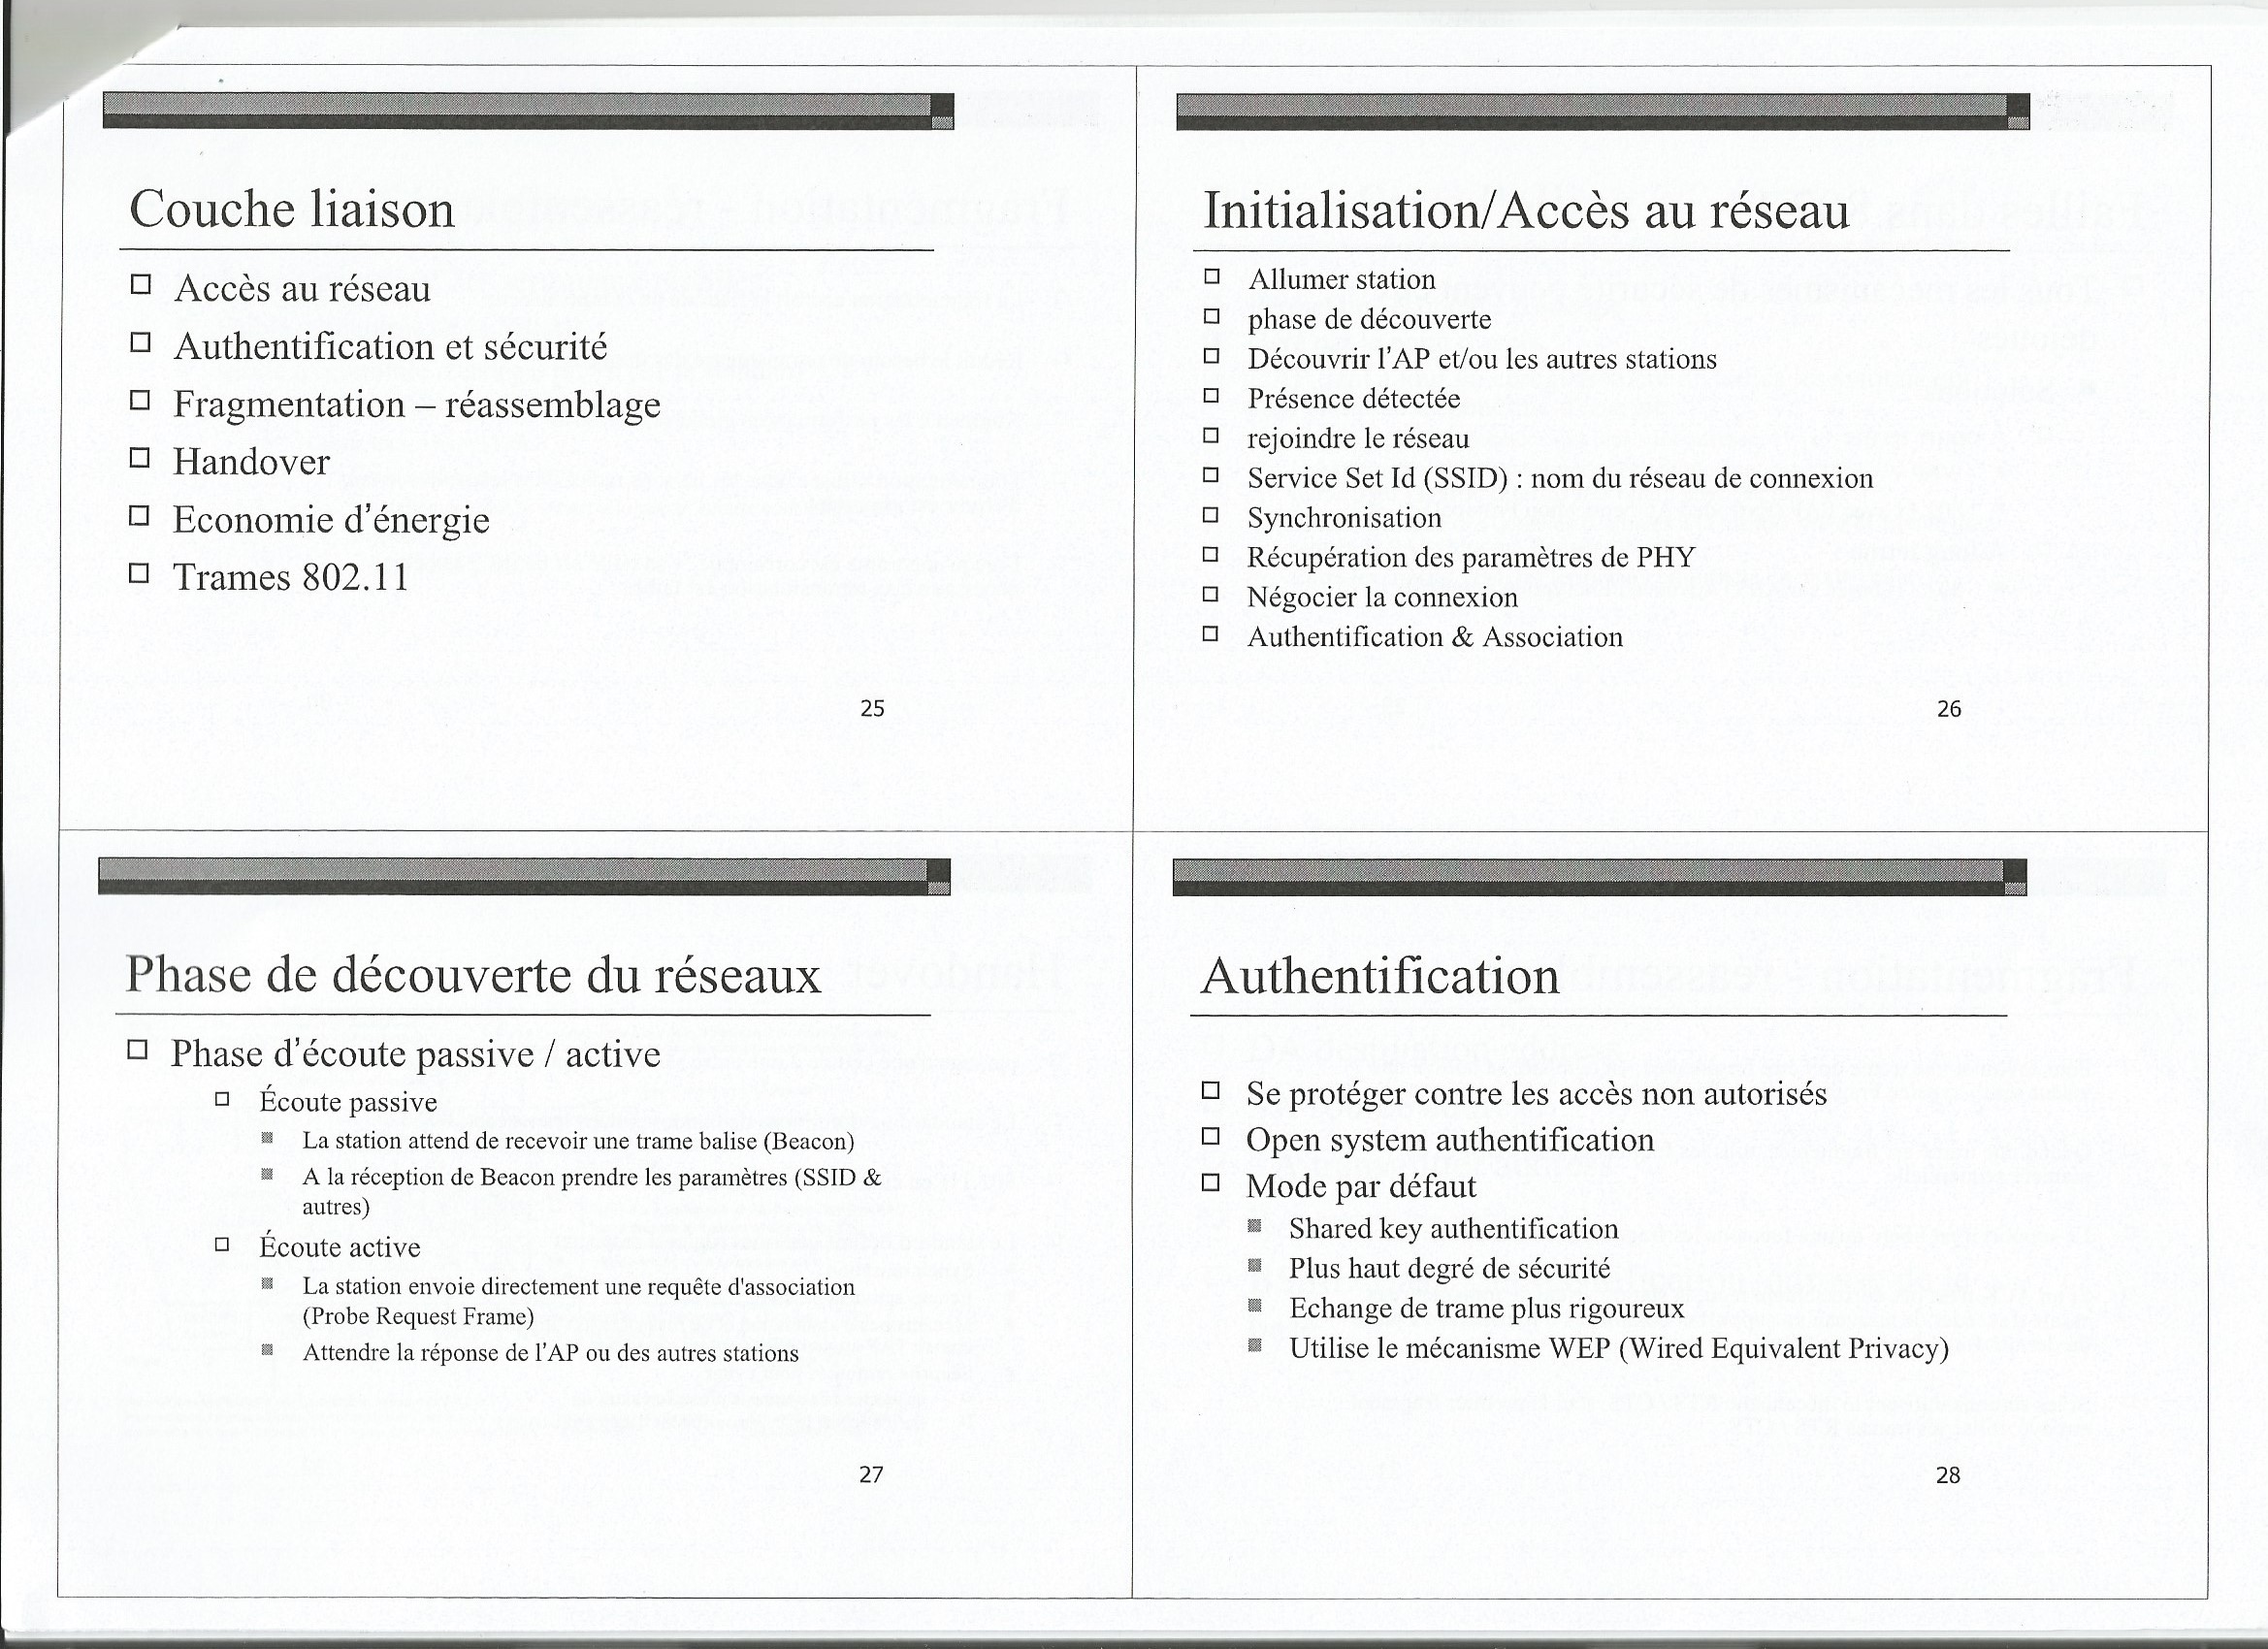 Couche liaison
Accès au réseau
Authentification et sécurité
Fragmentation – réassemblage
Handover
Economie d'énergie
Trames 802.11
25
Initialisation/Accès au réseau
Allumer station
phase de découverte
Découvrir l'AP et/ou les autres stations
Présence détectée
rejoindre le réseau
Service Set Id (SSID) : nom du réseau de connexion
Synchronisation
Récupération des paramètres de PHY
Négocier la connexion
Authentification & Association
26
Phase de découverte du réseaux
Phase d'écoute passive / active
Écoute passive
La station attend de recevoir une trame balise (Beacon)
A la réception de Beacon prendre les paramètres (SSID &
autres)
Écoute active
La station envoie directement une requête d'association
(Probe Request Frame)
Attendre la réponse de l'AP ou des autres stations
27
Authentification
Se protéger contre les accès non autorisés
Open system authentification
Mode par défaut
Shared key authentification
Plus haut degré de sécurité
Echange de trame plus rigoureux
Utilise le mécanisme WEP (Wired Equivalent Privacy)
28